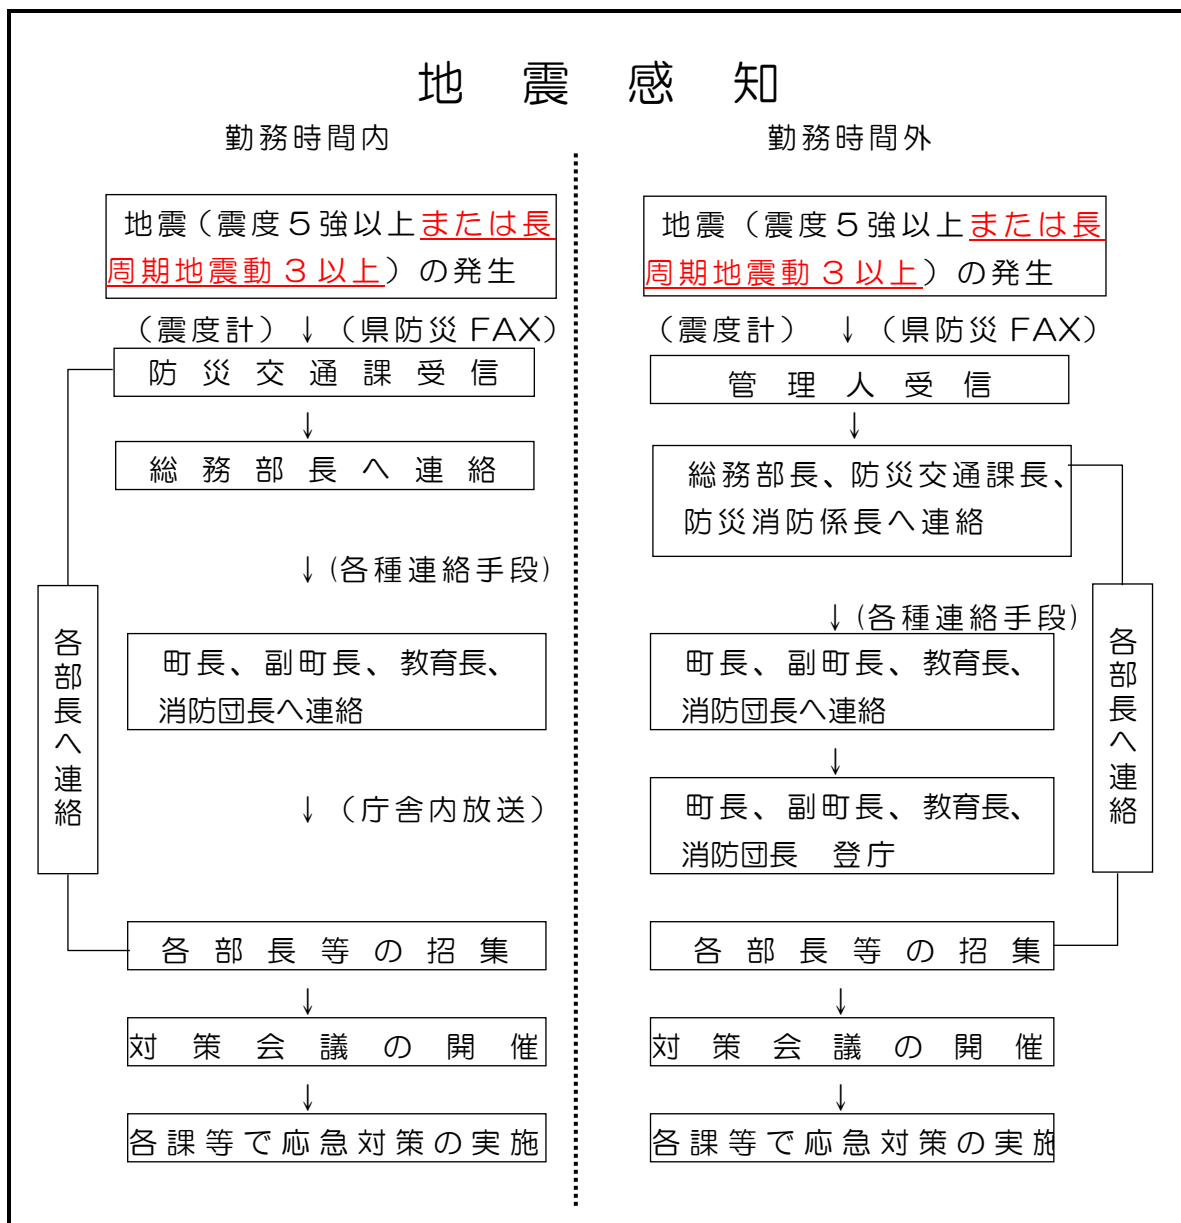 地震感知
勤務時間内
地震（震度５強以上または長
周期地震動３以上）の発生
（震度計）↓（県防災FAX）
防災交通課受信
↓
総務部長へ連絡
↓(各種連絡手段)
各部長へ連絡
町長、副町長、教育長、
消防団長へ連絡
↓（庁舎内放送）
各部長等の招集
↓
対策会議の開催
↓
各課等で応急対策の実施
勤務時間外
地震（震度５強以上または長
周期地震動３以上）の発生
（震度計）↓（県防災FAX）
管理人受信
↓
総務部長、防災交通課長、
防災消防係長へ連絡
↓(各種連絡手段)
各部長へ連絡
町長、副町長、教育長、
消防団長へ連絡
↓
町長、副町長、教育長、
消防団長　登庁
各部長等の招集
↓
対策会議の開催
↓
各課等で応急対策の実施